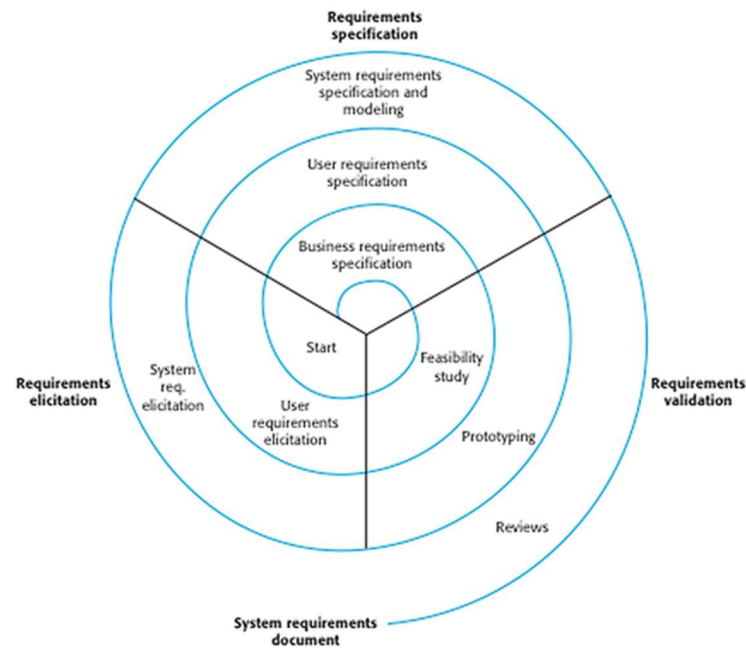 Requirements
specification
System requirements
specification and
modeling
User requirements
specification
Business requirements
specification
Start
Feasibility
study
System
req.
elicitation
Requirements
elicitation
Requirements
validation
User
requirements
elicitation
Prototyping
Reviews
System requirements
document